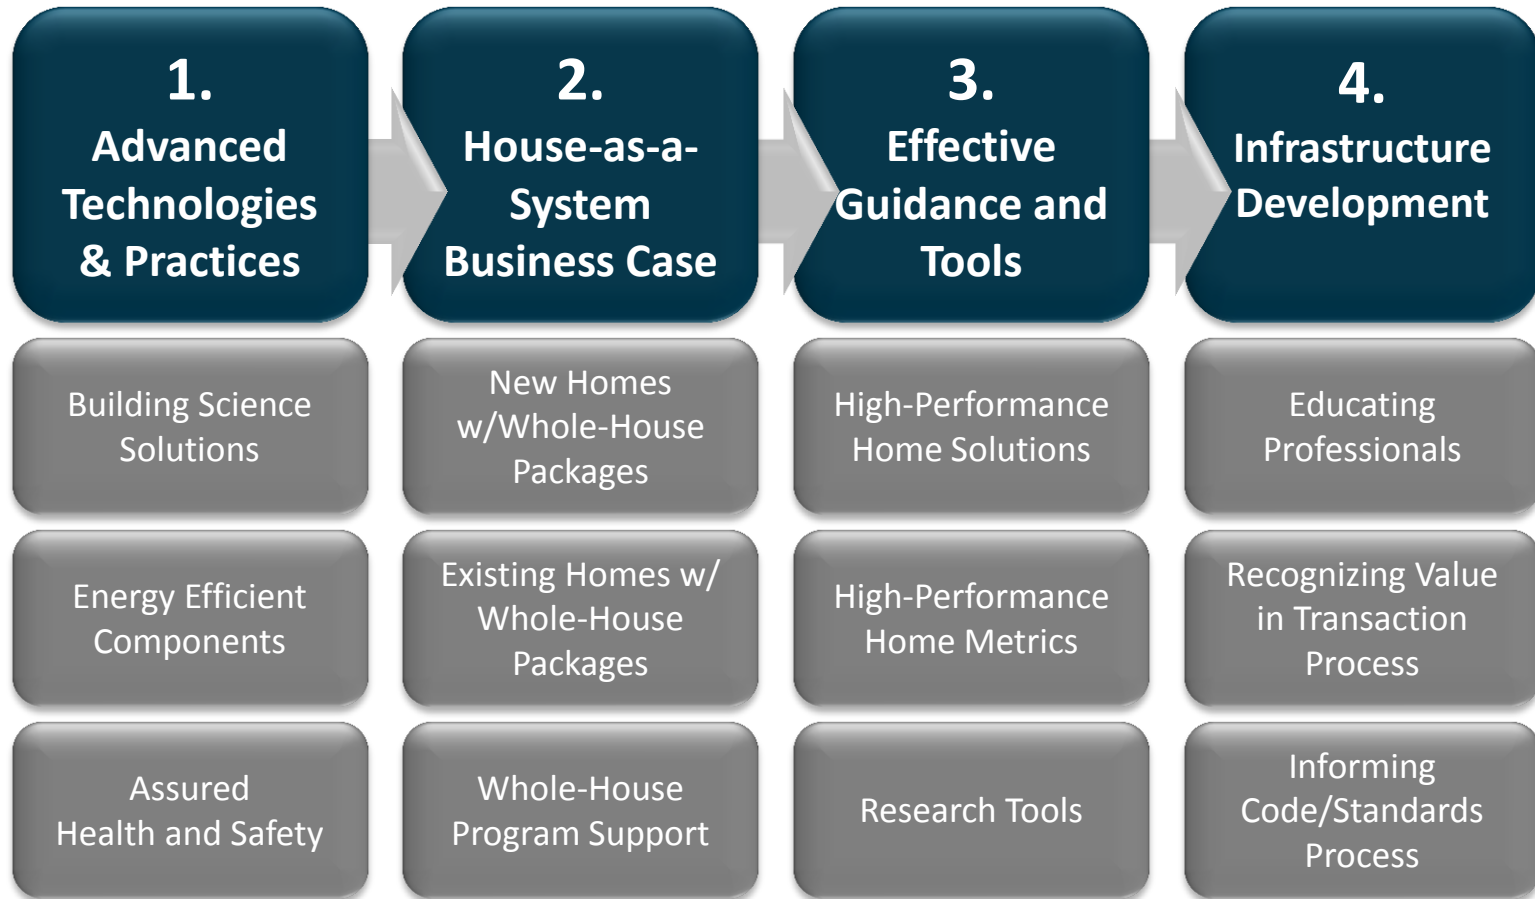 1.
Advanced
Technologies
& Practices
2.
House-as-a-
System
Business Case
3.
Effective
Guidance and
Tools
4.
Infrastructure
Development
Building Science
Solutions
New Homes
w/Whole-House
Packages
High-Performance
Home Solutions
Educating
Professionals
Energy Efficient
Components
Existing Homes w/
Whole-House
Packages
High-Performance
Home Metrics
Recognizing Value
in Transaction
Process
Assured
Health and Safety
Whole-House
Program Support
Research Tools
Informing
Code/Standards
Process